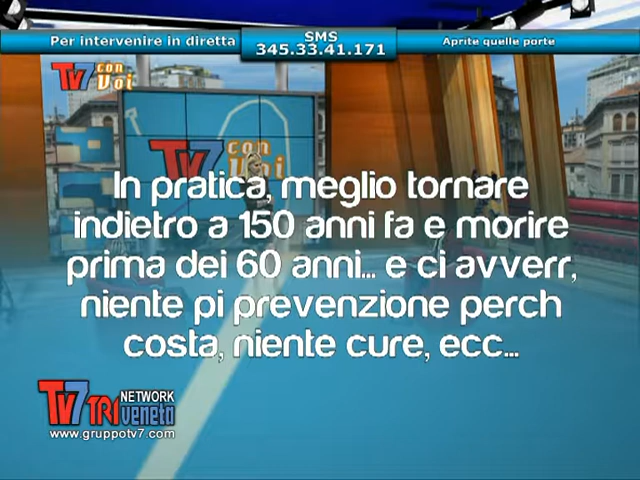 Per intervenire in diretta
SMS
345.33.41.171
Aprite quelle porte
Tv7 con Voi
Tv7 con Voi
In pratica, meglio tornare
indietro a 150 anni fa e morire
prima dei 60 anni... e ci avverr,
niente pi prevenzione perch
costa, niente cure, ecc...
Tv7 TRIveneta NETWORK
www.gruppotv7.com